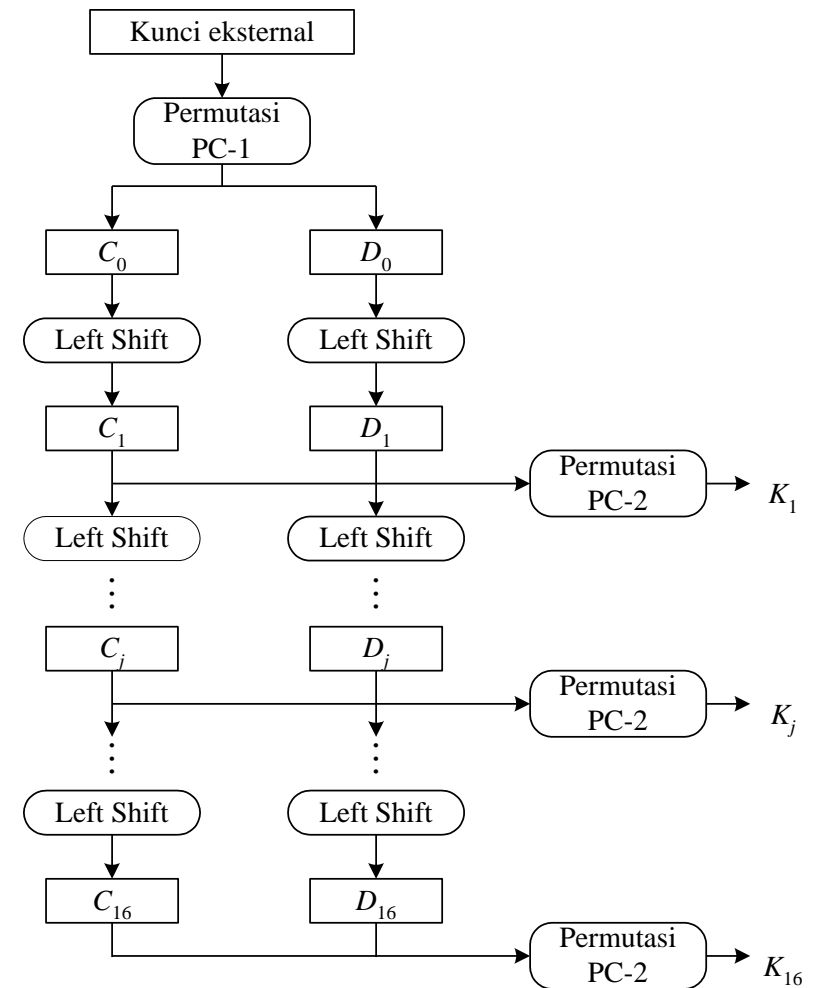 Kunci eksternal
Permutasi
PC-1
C₀
D₀
Left Shift
Left Shift
C₁
D₁
Permutasi
PC-2
K₁
Left Shift
Left Shift
⋮
⋮
Cⱼ
Dⱼ
Permutasi
PC-2
Kⱼ
⋮
⋮
Left Shift
Left Shift
C₁₆
D₁₆
Permutasi
PC-2
K₁₆